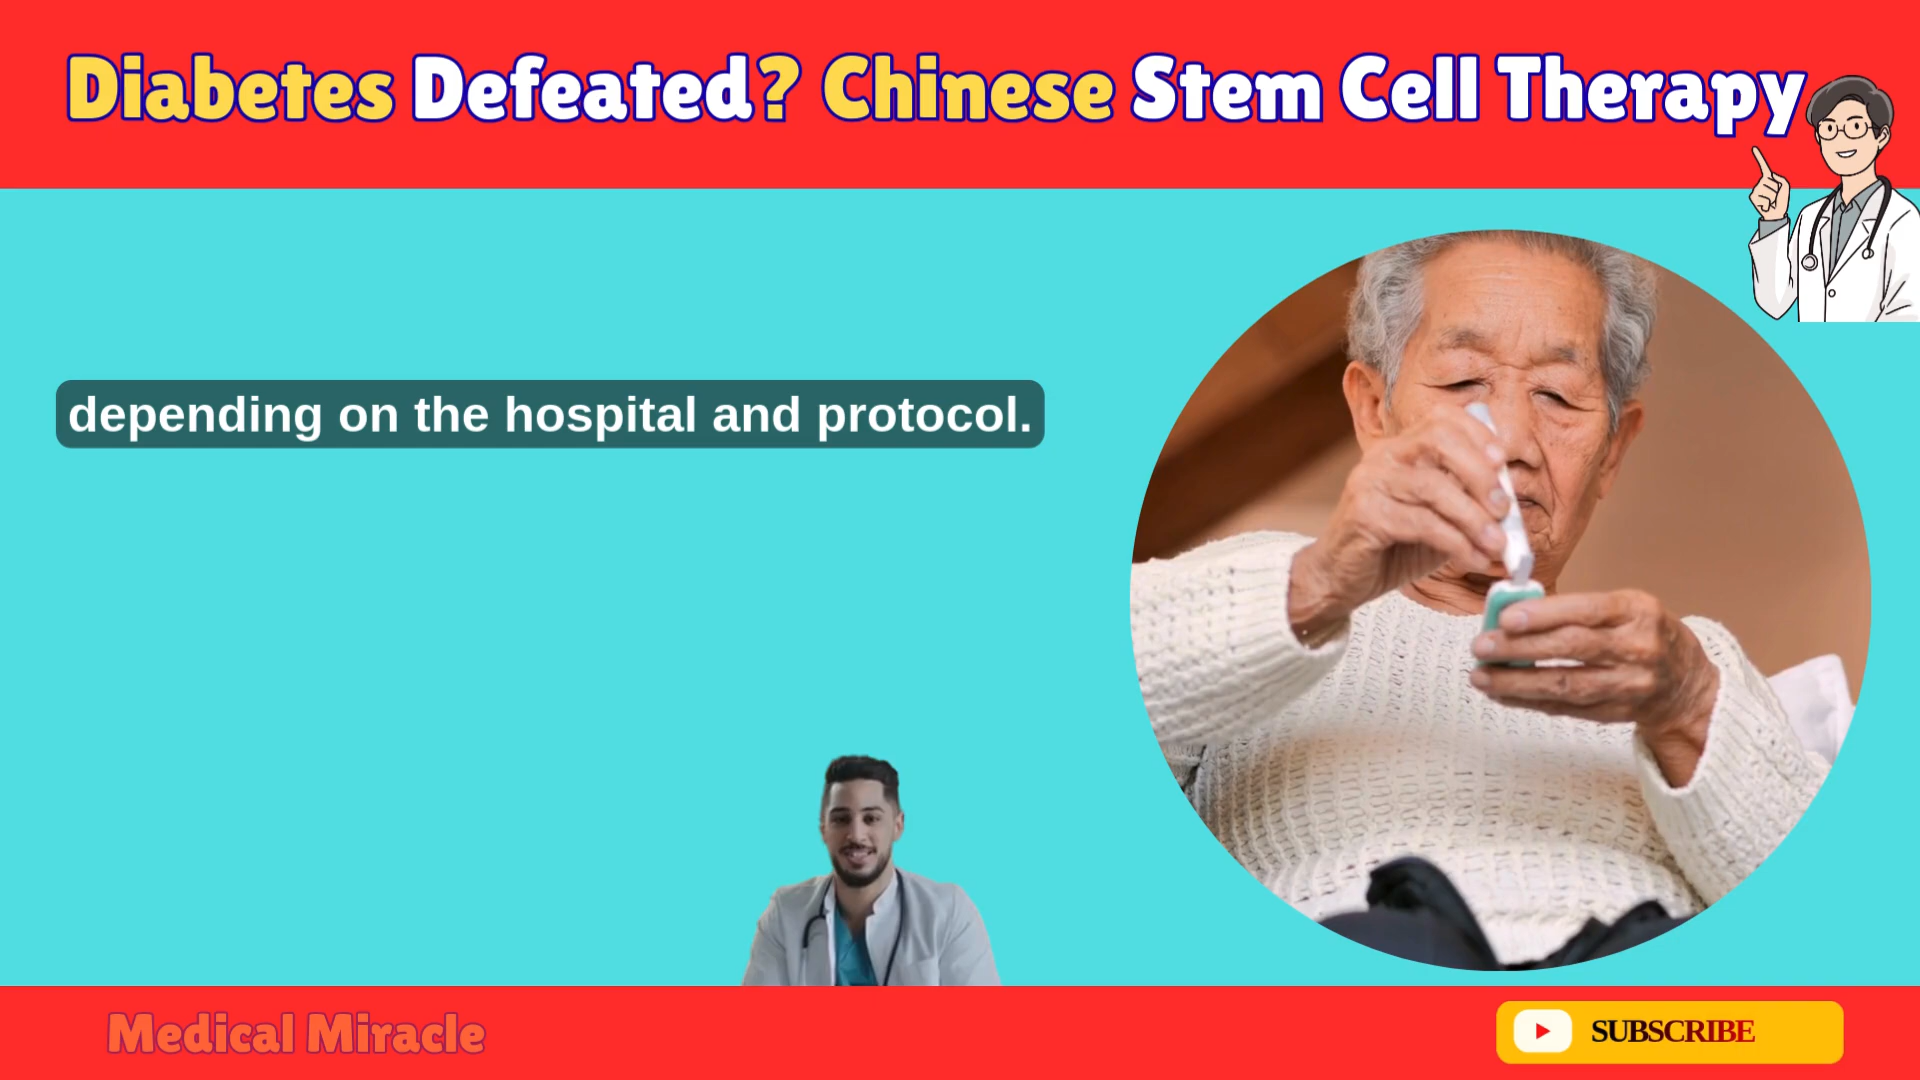 Diabetes Defeated? Chinese Stem Cell Therapy
depending on the hospital and protocol.
Medical Miracle
SUBSCRIBE